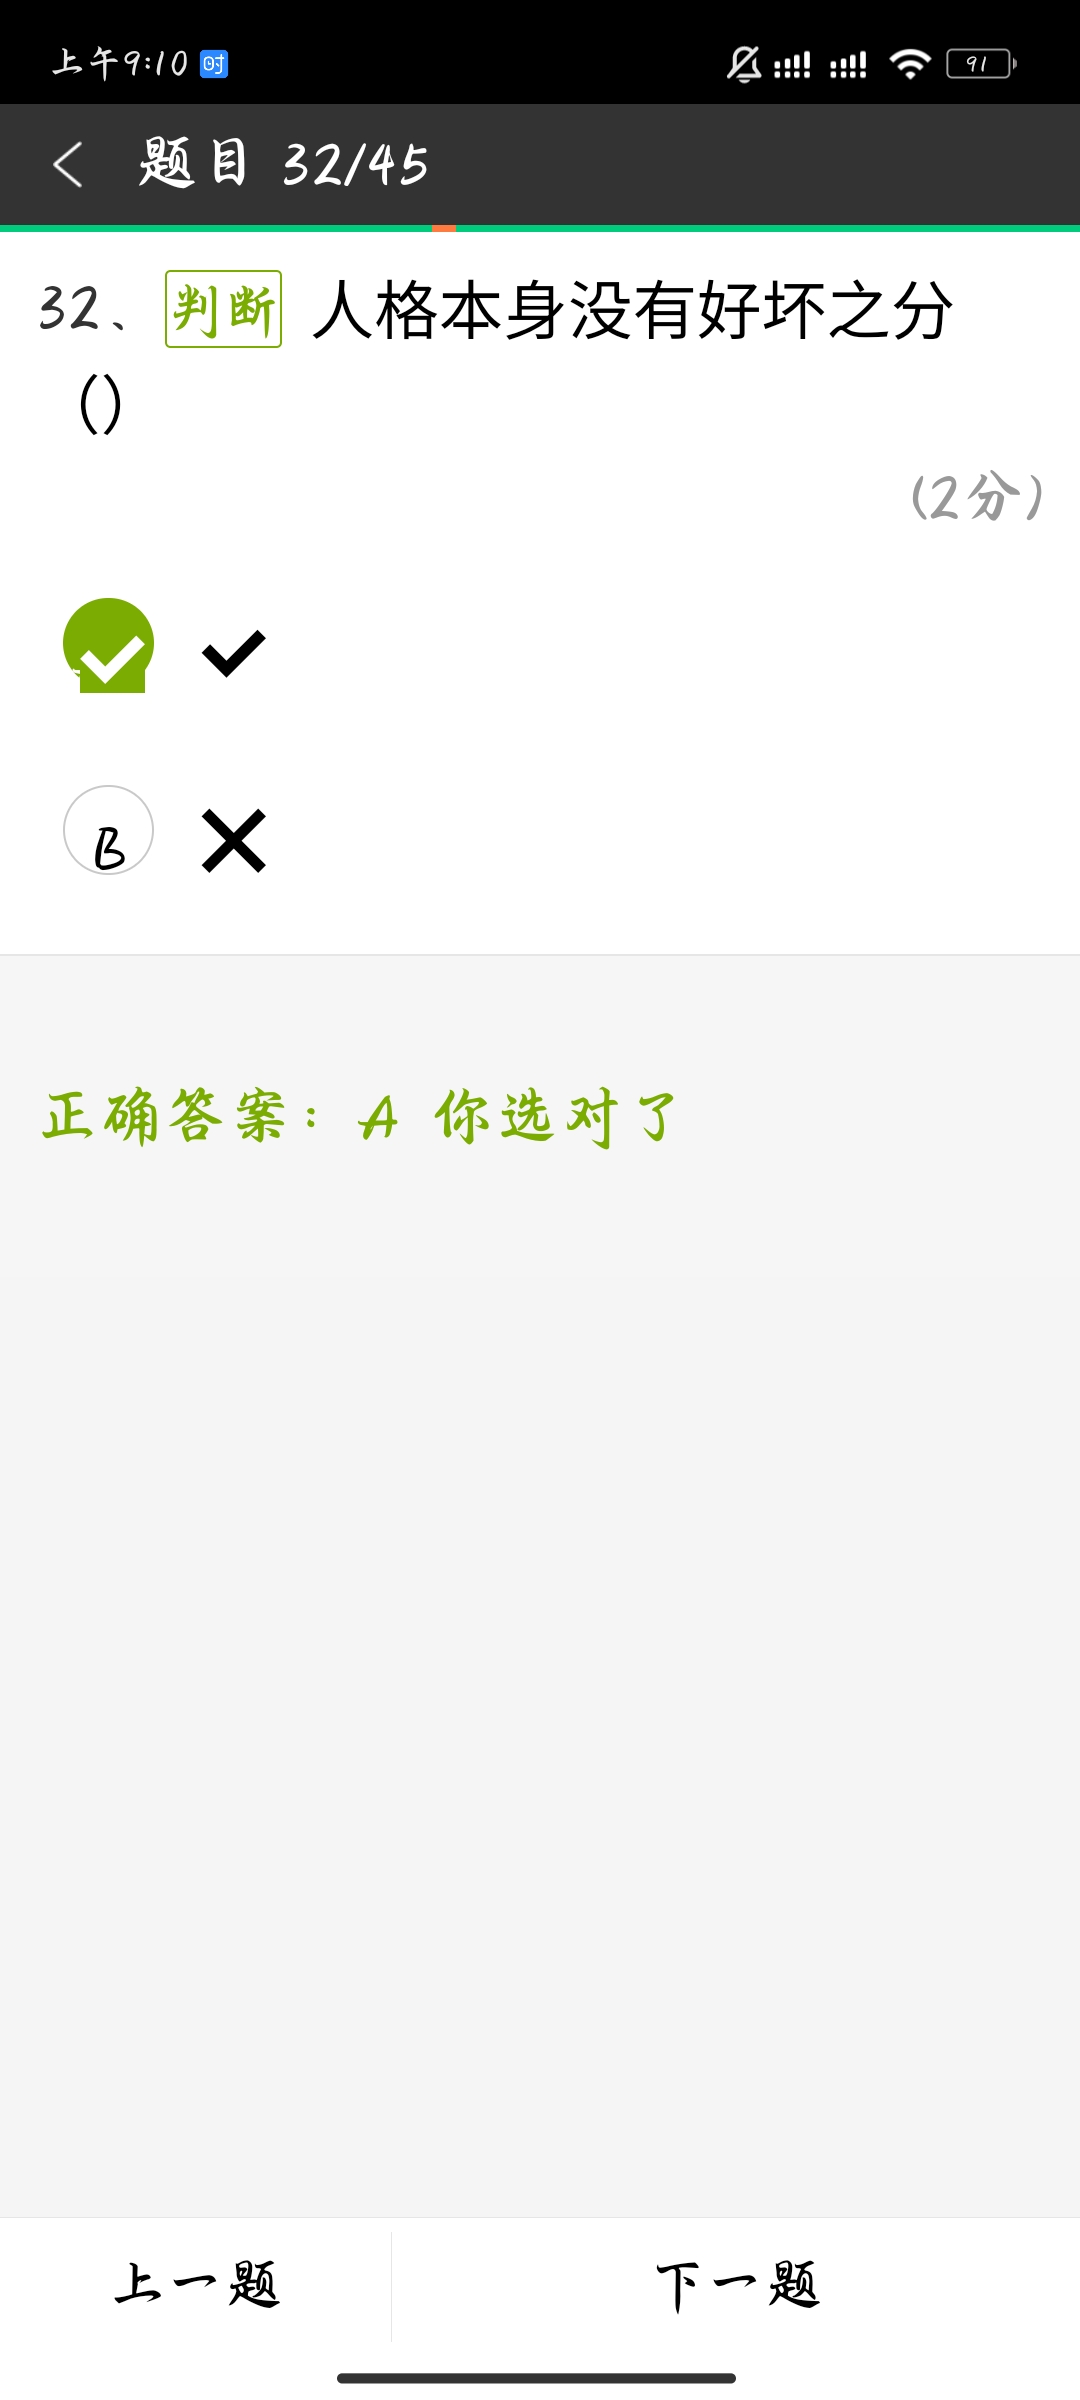 上午9:10 时
91
题目 32/45
32、 判断 人格本身没有好坏之分
()
(2分)
B
正确答案：A 你选对了
上一题 下一题